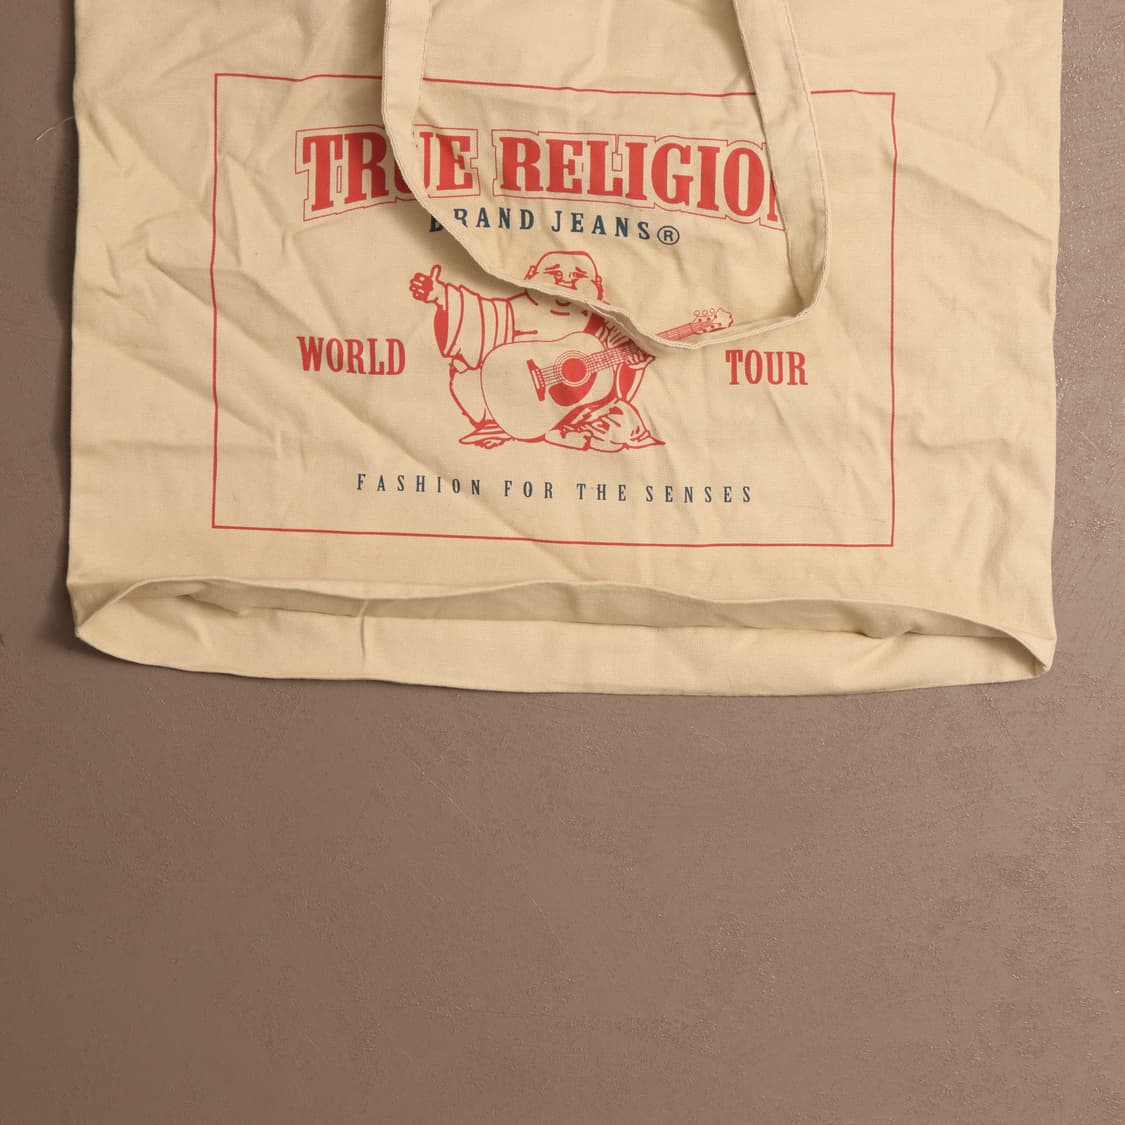 TRUE RELIGION
BRAND JEANS®
WORLD TOUR
FASHION FOR THE SENSES